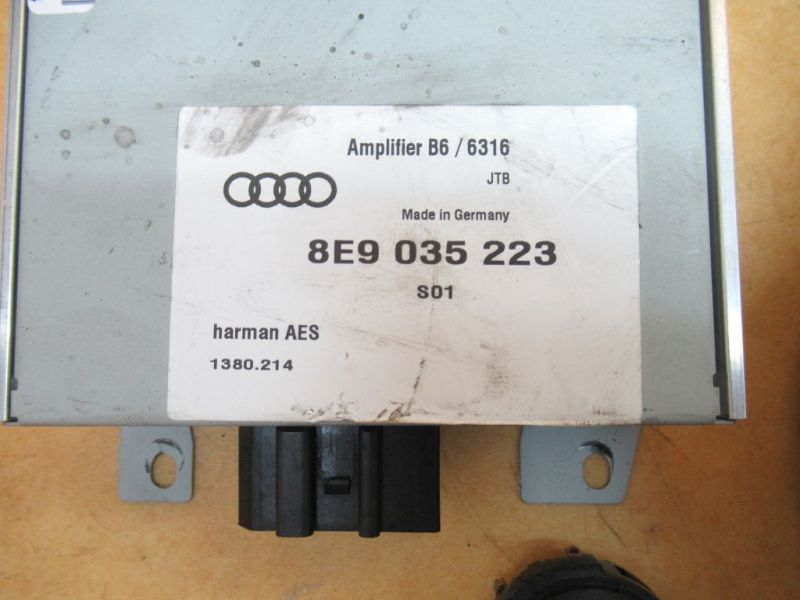 Amplifier B6 / 6316
JTB
Made in Germany
8E9 035 223
S01
harman AES
1380.214